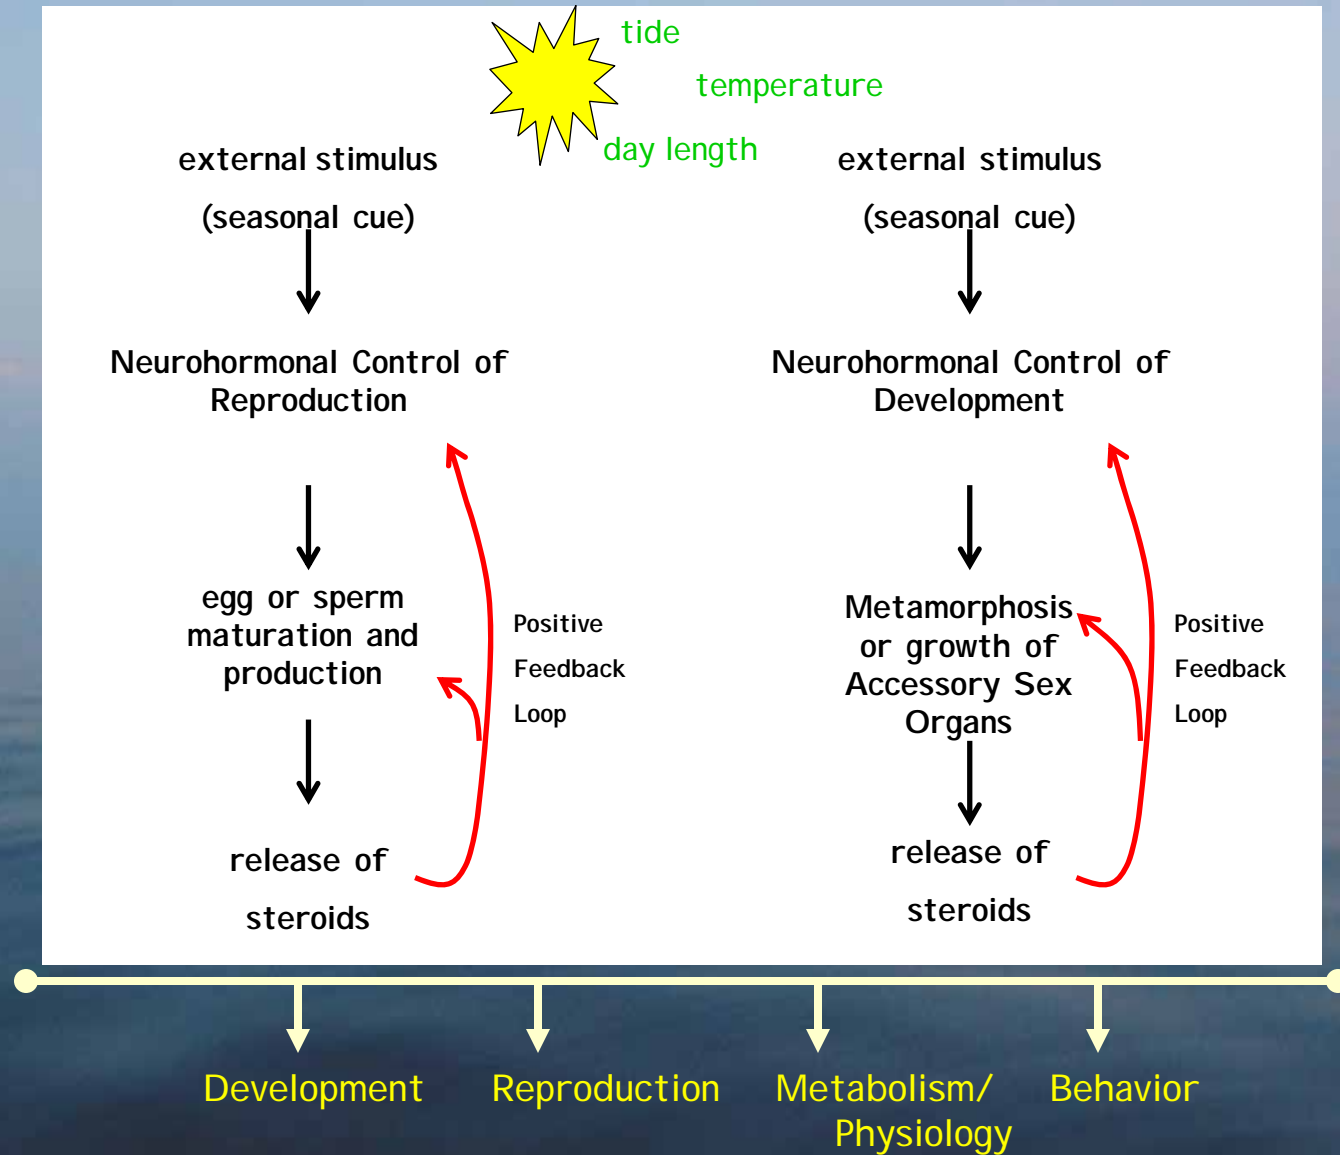 tide
temperature
day length
external stimulus
(seasonal cue)
Neurohormonal Control of
Reproduction
egg or sperm
maturation and
production
Positive
Feedback
Loop
release of
steroids
external stimulus
(seasonal cue)
Neurohormonal Control of
Development
Metamorphosis
or growth of
Accessory Sex
Organs
Positive
Feedback
Loop
release of
steroids
Development
Reproduction
Metabolism/
Physiology
Behavior